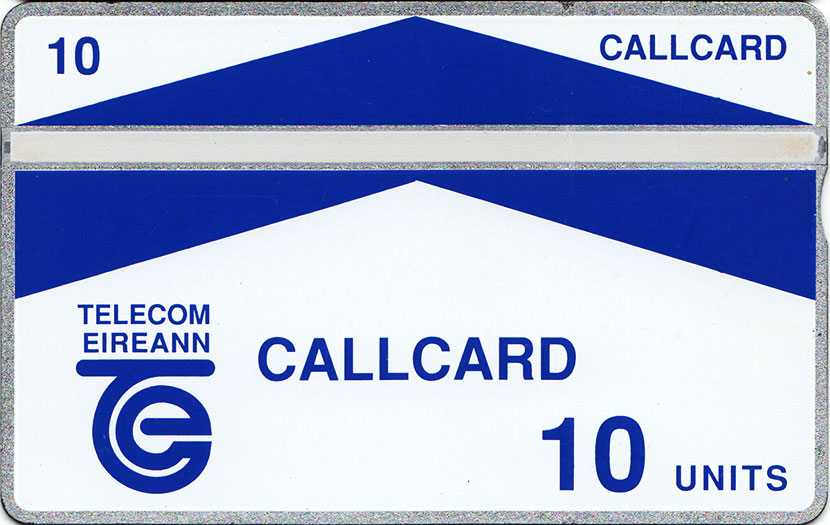 10
CALLCARD
TELECOM
EIREANN
CALLCARD
10 UNITS